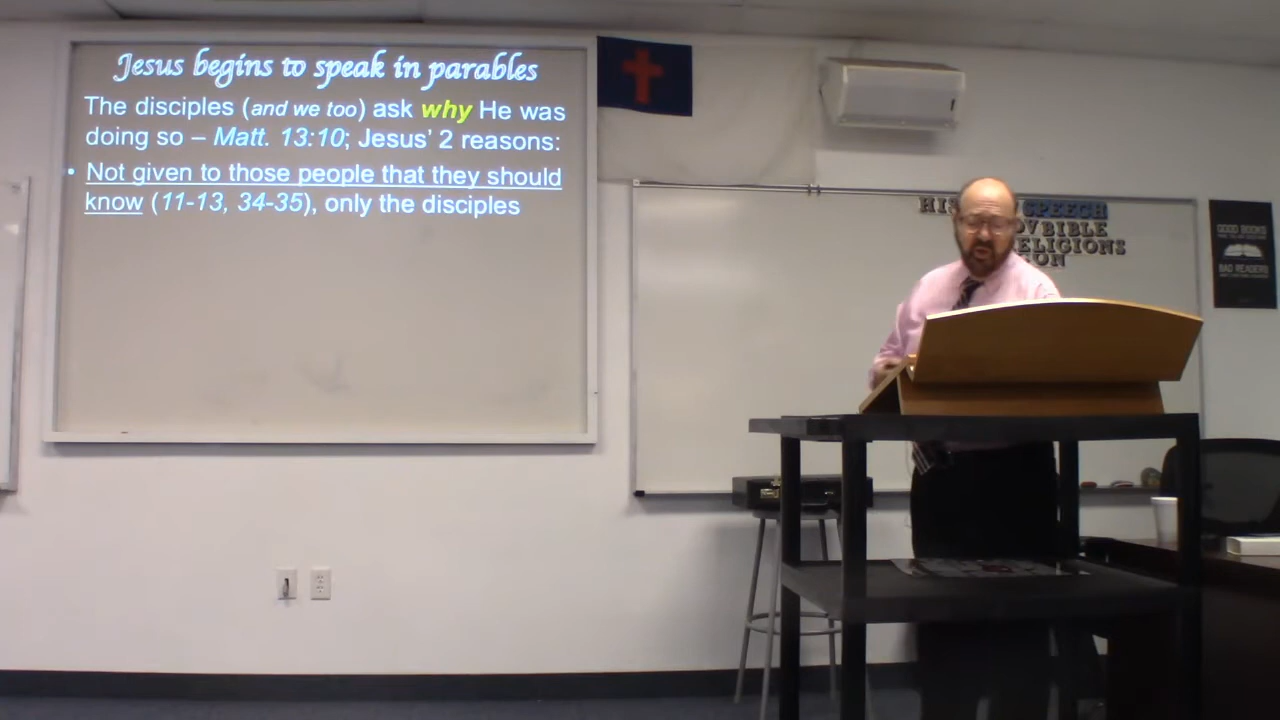 Jesus begins to speak in parables
The disciples (and we too) ask why He was
doing so – Matt. 13:10; Jesus' 2 reasons:
• Not given to those people that they should
know (11-13, 34-35), only the disciples
SPEECH
BIBLE
GOOD BOOKS
BAD READERS